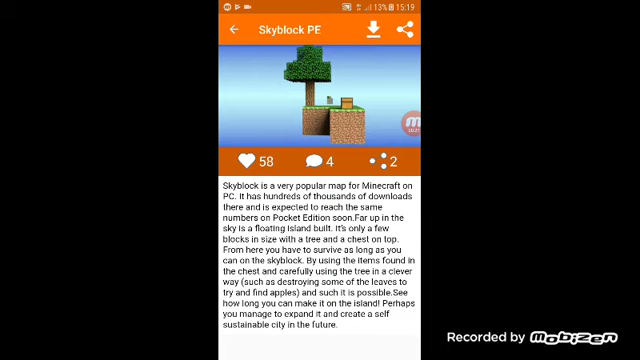 13% 15:19
Skyblock PE
00:21
58
4
2
Skyblock is a very popular map for Minecraft on
PC. It has hundreds of thousands of downloads
there and is expected to reach the same
numbers on Pocket Edition soon.Far up in the
sky is a floating island built. It's only a few
blocks in size with a tree and a chest on top.
From here you have to survive as long as you
can on the skyblock. By using the items found in
the chest and carefully using the tree in a clever
way (such as destroying some of the leaves to
try and find apples) and such it is possible.See
how long you can make it on the island! Perhaps
you manage to expand it and create a self
sustainable city in the future.
Recorded by Mobizen